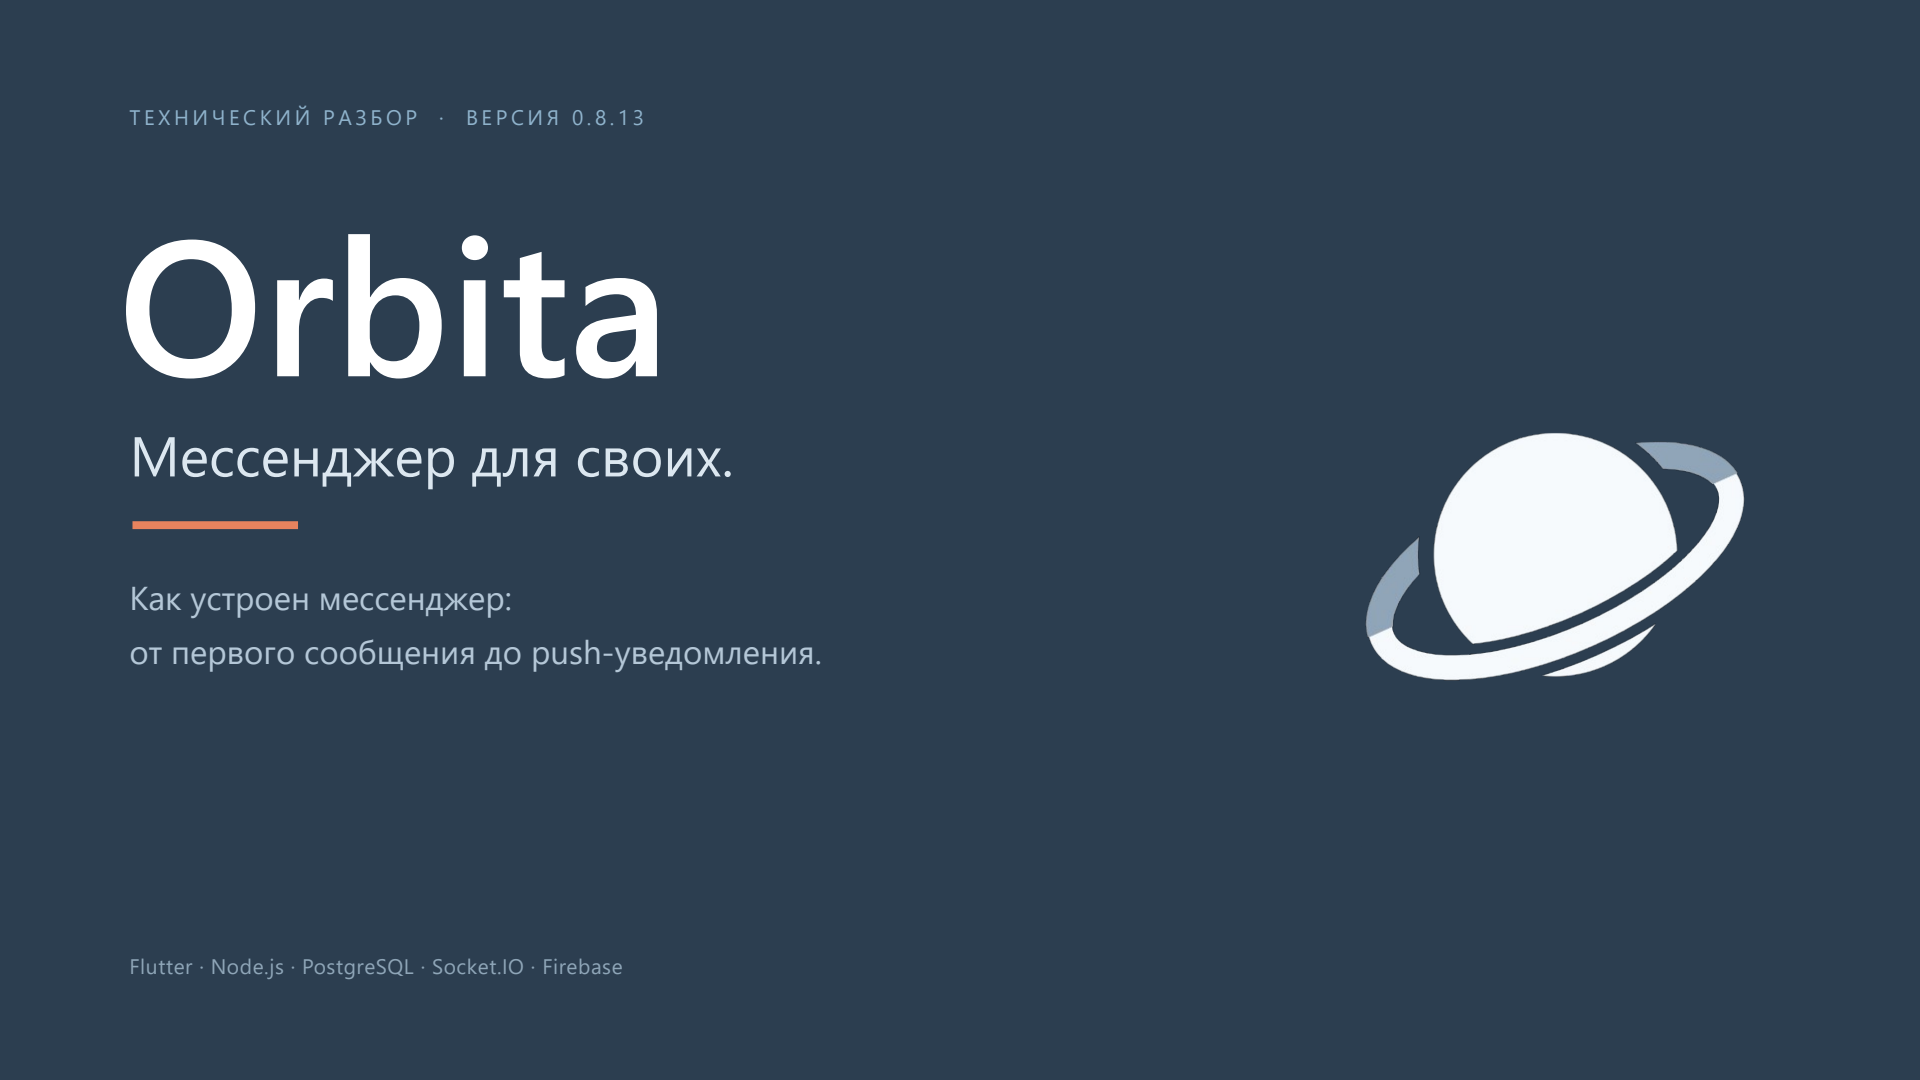 ТЕХНИЧЕСКИЙ РАЗБОР · ВЕРСИЯ 0.8.13
Orbita
Мессенджер для своих.
Как устроен мессенджер:
от первого сообщения до push-уведомления.
Flutter · Node.js · PostgreSQL · Socket.IO · Firebase